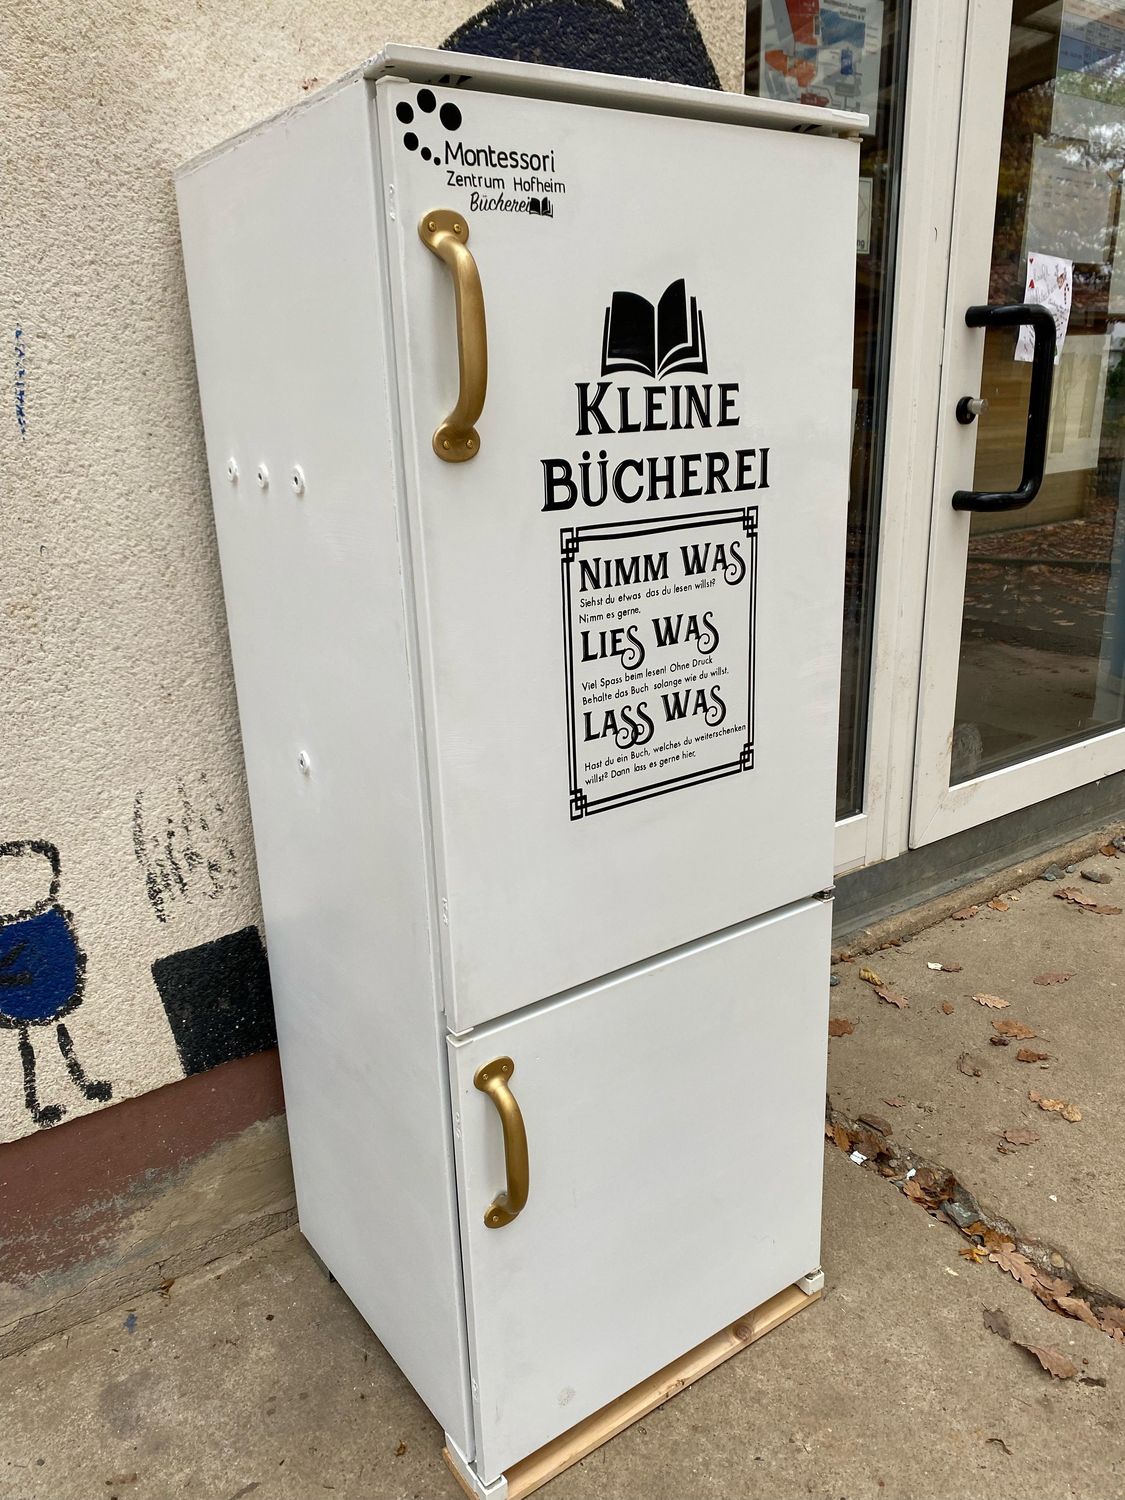 Montessori
Zentrum Hofheim
Bücherei
KLEINE
BÜCHEREI
NIMM WAS
Siehst du etwas das du lesen willst?
Nimm es gerne.
LIES WAS
Viel Spass beim lesen! Ohne Druck
Behalte das Buch solange wie du willst.
LASS WAS
Hast du ein Buch, welches du weiterschenken
willst? Dann lass es gerne hier.